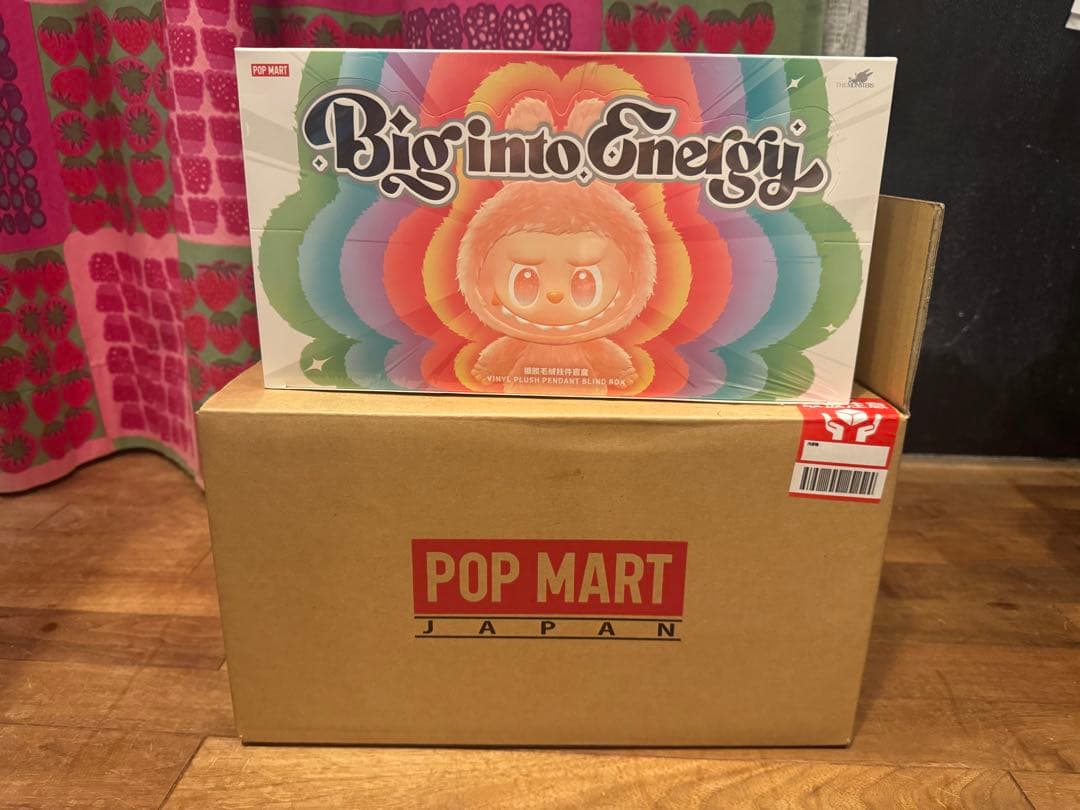 POP MART
THE MONSTERS
Big into Energy
搪胶毛绒挂件盲盒
VINYL PLUSH PENDANT BLIND BOX
POP MART
JAPAN